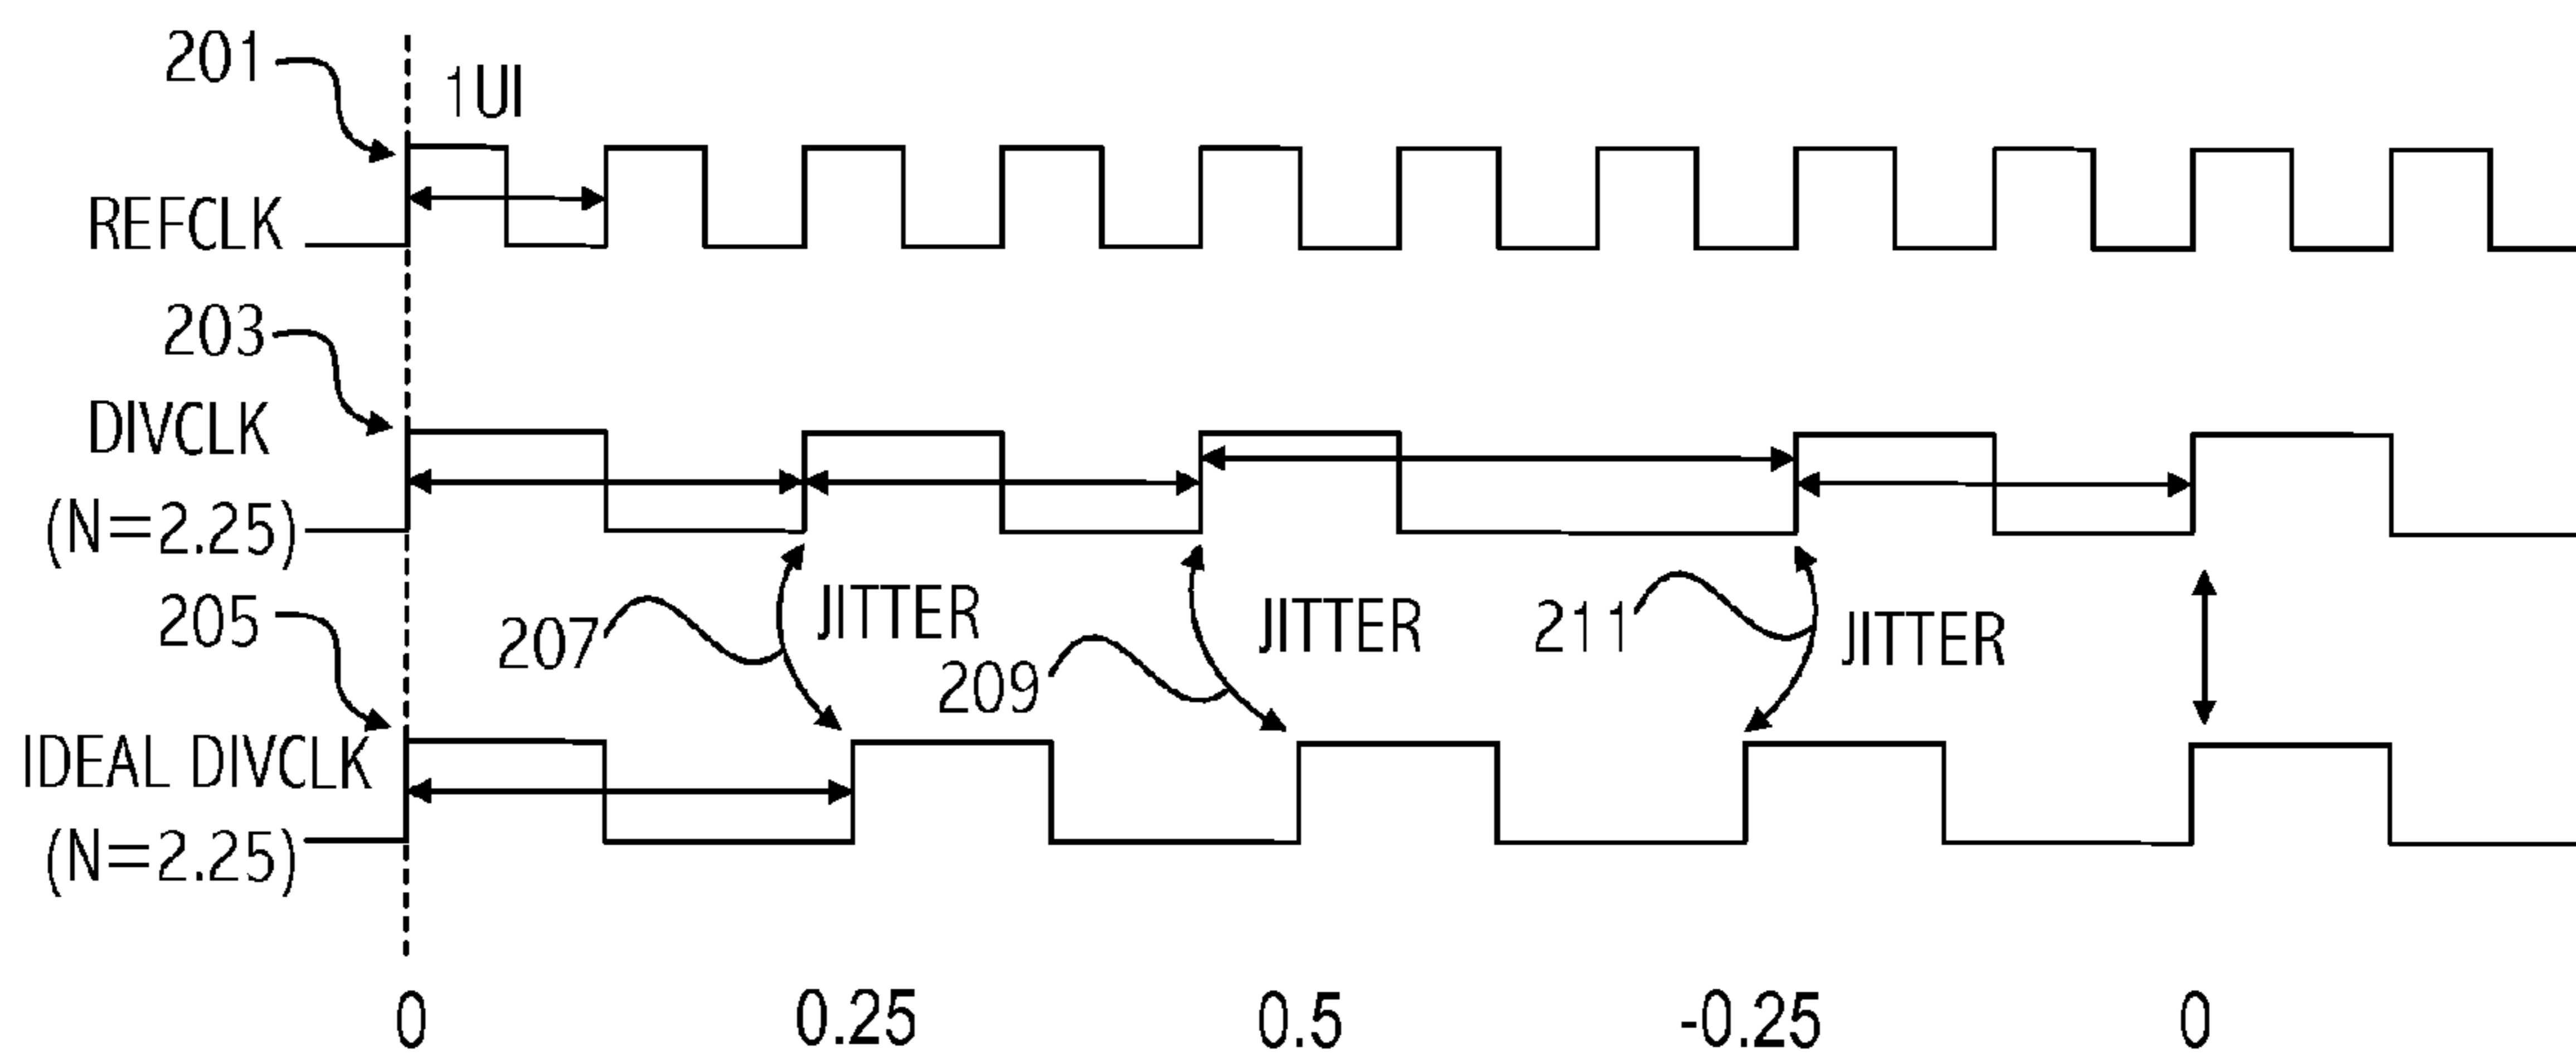 201
1UI
REFCLK
203
DIVCLK
(N=2.25)
205
207
JITTER
209
JITTER
211
JITTER
IDEAL DIVCLK
(N=2.25)
0
0.25
0.5
-0.25
0